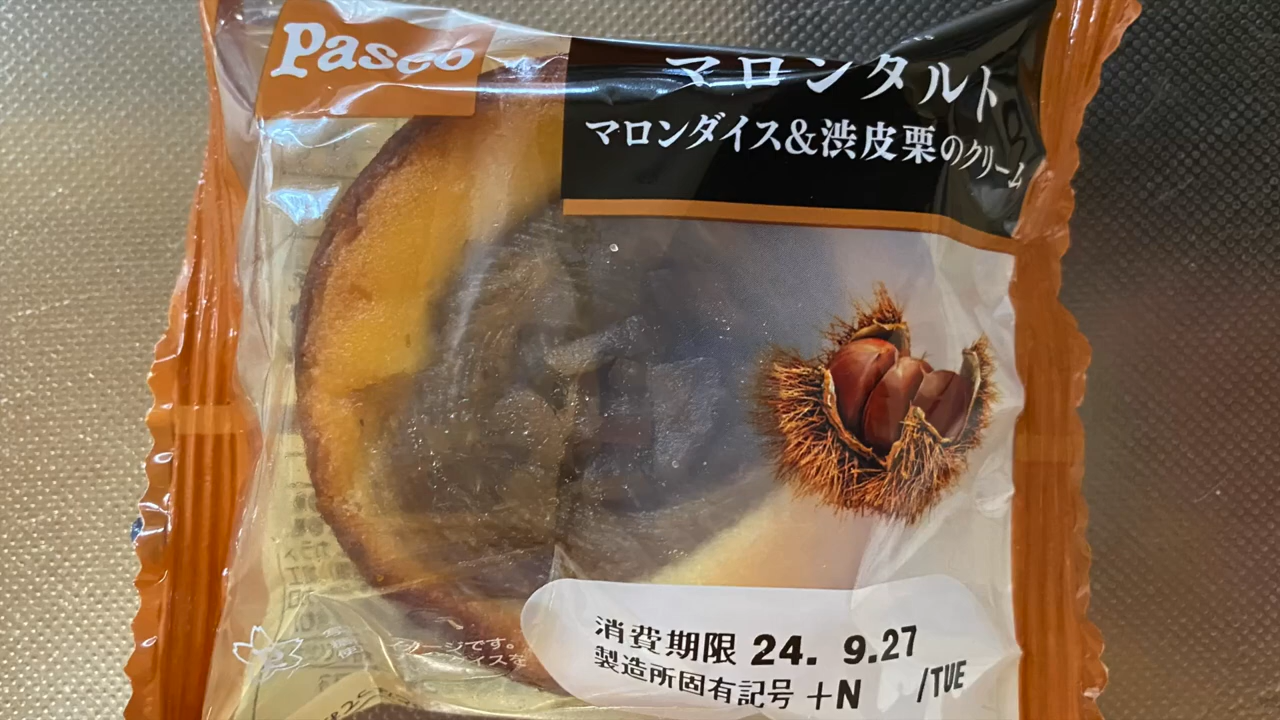 Pasco
マロンタルト
マロンダイス&渋皮栗のクリーム
消費期限 24. 9.27
製造所固有記号 +N /TUE